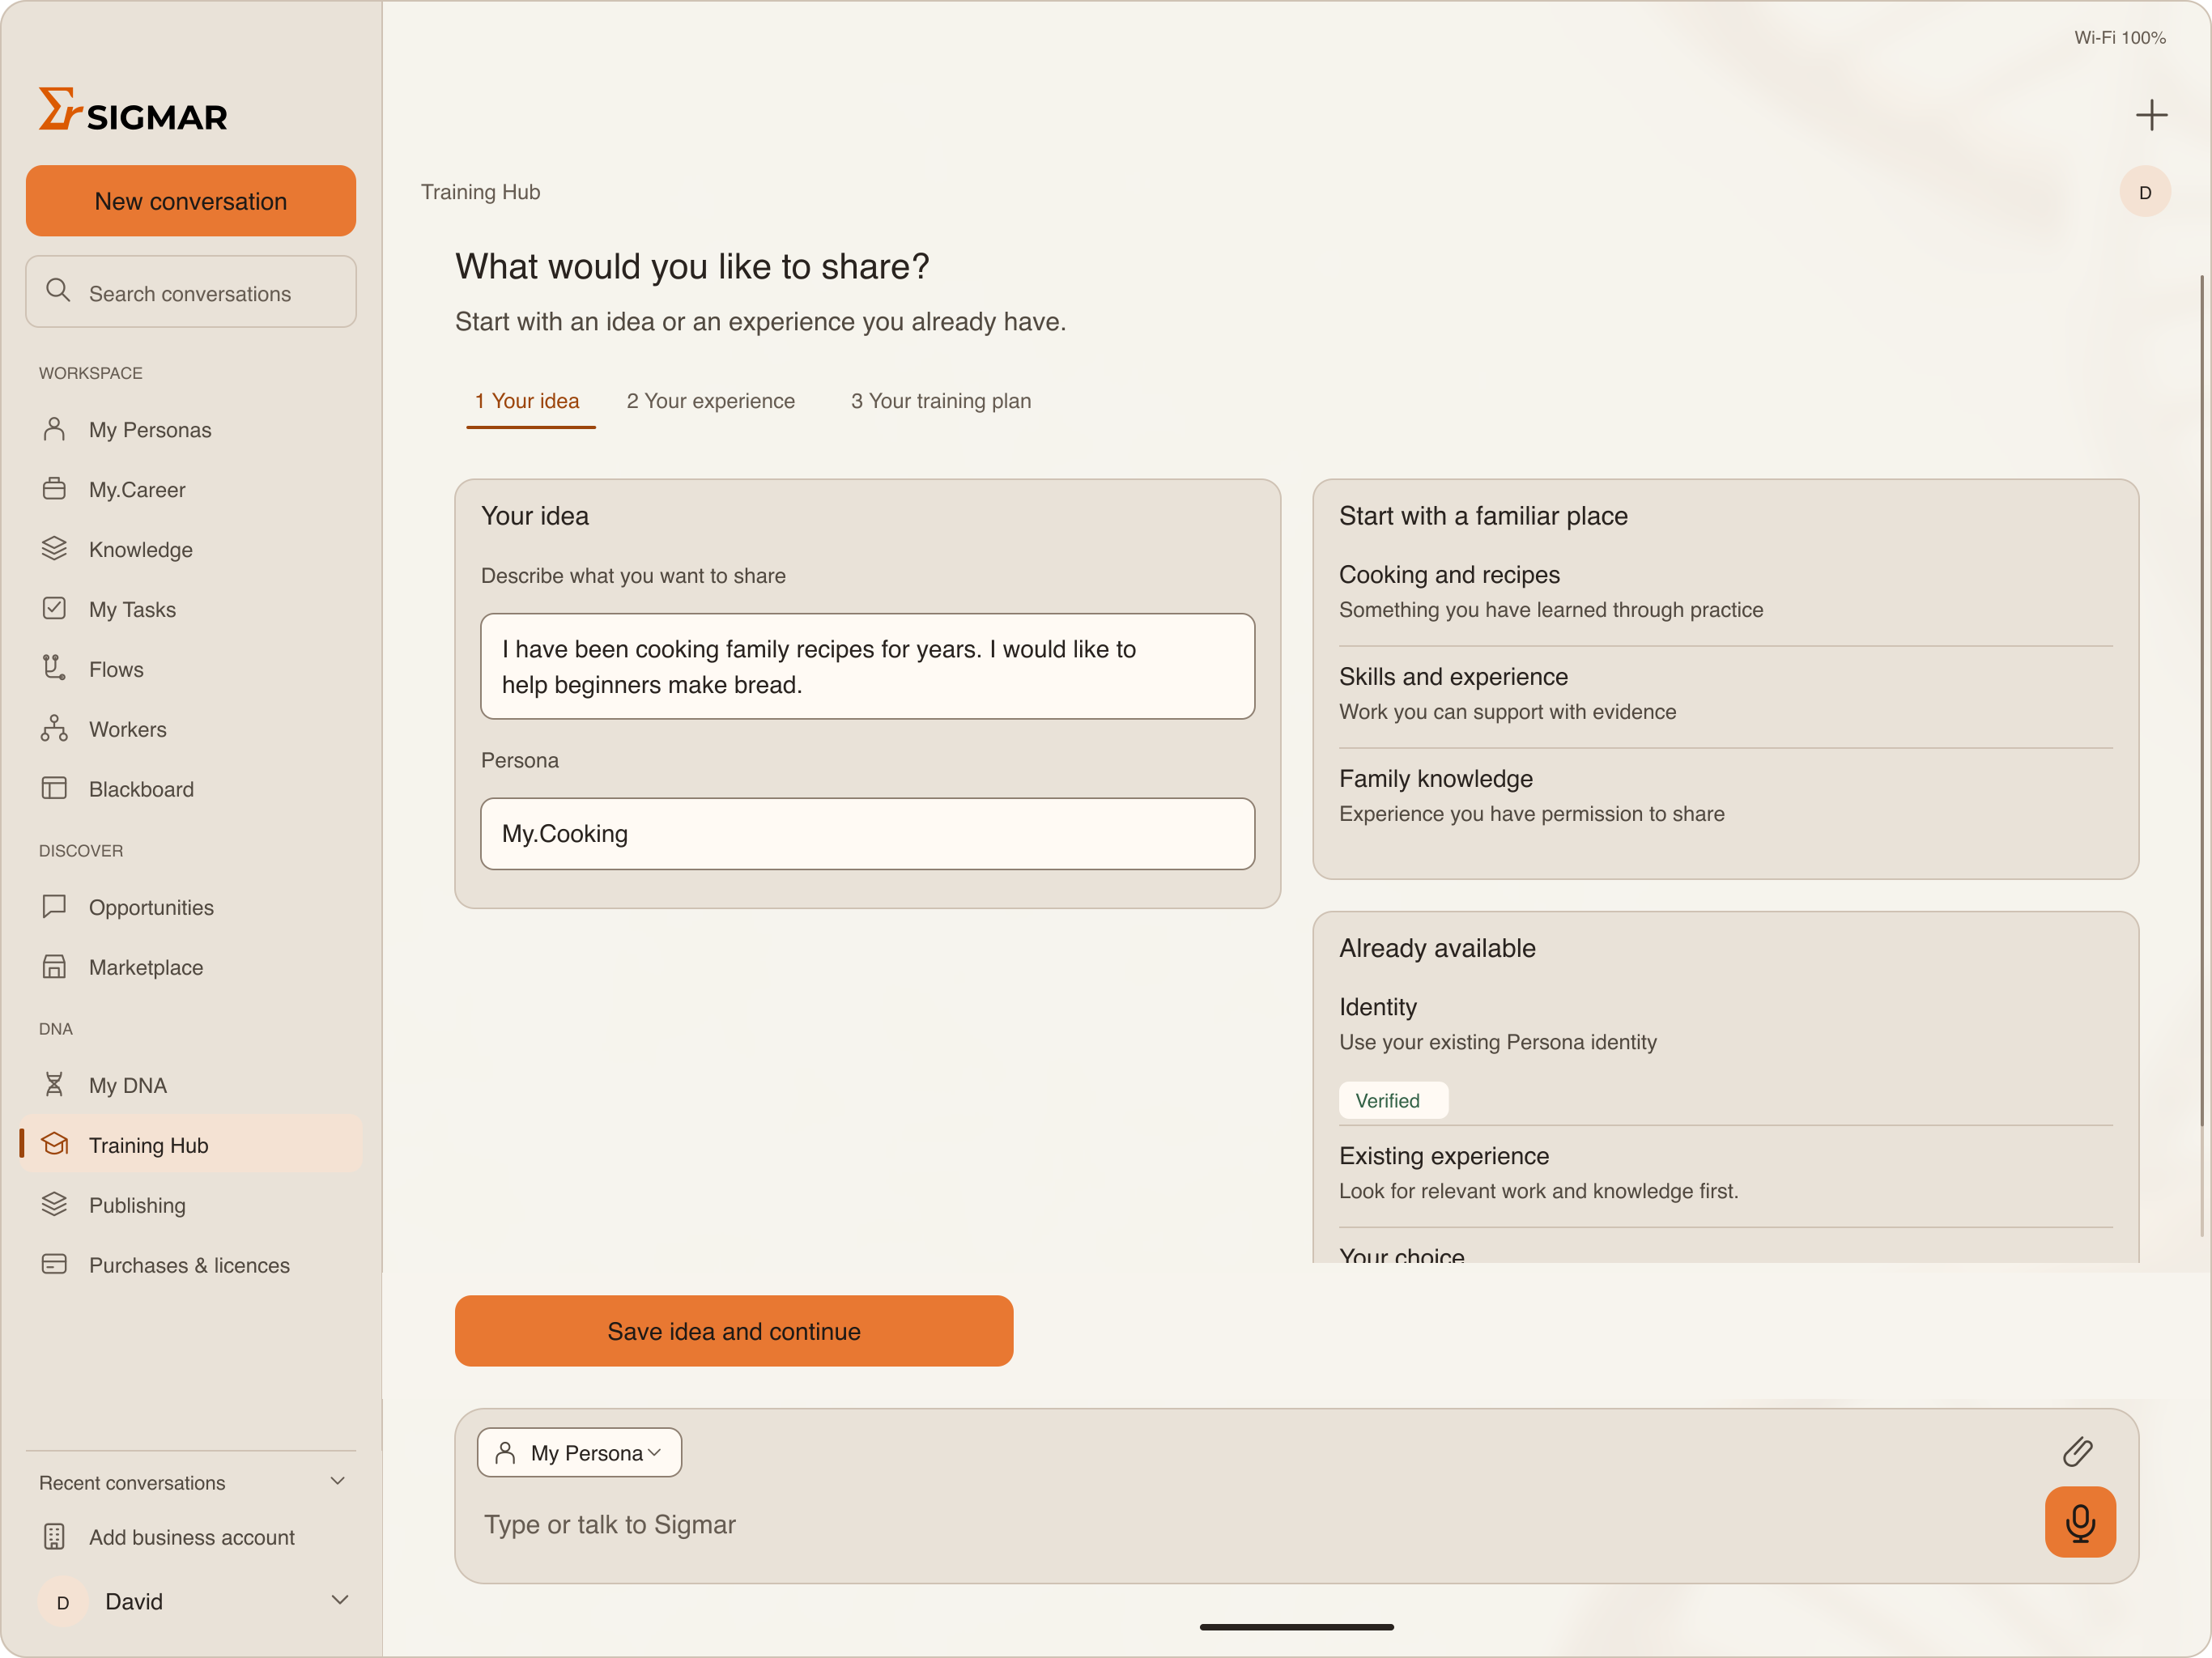 Wi-Fi 100%
Σr SIGMAR
New conversation
Search conversations
WORKSPACE
My Personas
My.Career
Knowledge
My Tasks
Flows
Workers
Blackboard
DISCOVER
Opportunities
Marketplace
DNA
My DNA
Training Hub
Publishing
Purchases & licences
Recent conversations
Add business account
D
David
Training Hub
D
What would you like to share?
Start with an idea or an experience you already have.
1 Your idea
2 Your experience
3 Your training plan
Your idea
Describe what you want to share
I have been cooking family recipes for years. I would like to
help beginners make bread.
Persona
My.Cooking
Start with a familiar place
Cooking and recipes
Something you have learned through practice
Skills and experience
Work you can support with evidence
Family knowledge
Experience you have permission to share
Already available
Identity
Use your existing Persona identity
Verified
Existing experience
Look for relevant work and knowledge first.
Your choice
Save idea and continue
My Persona
Type or talk to Sigmar